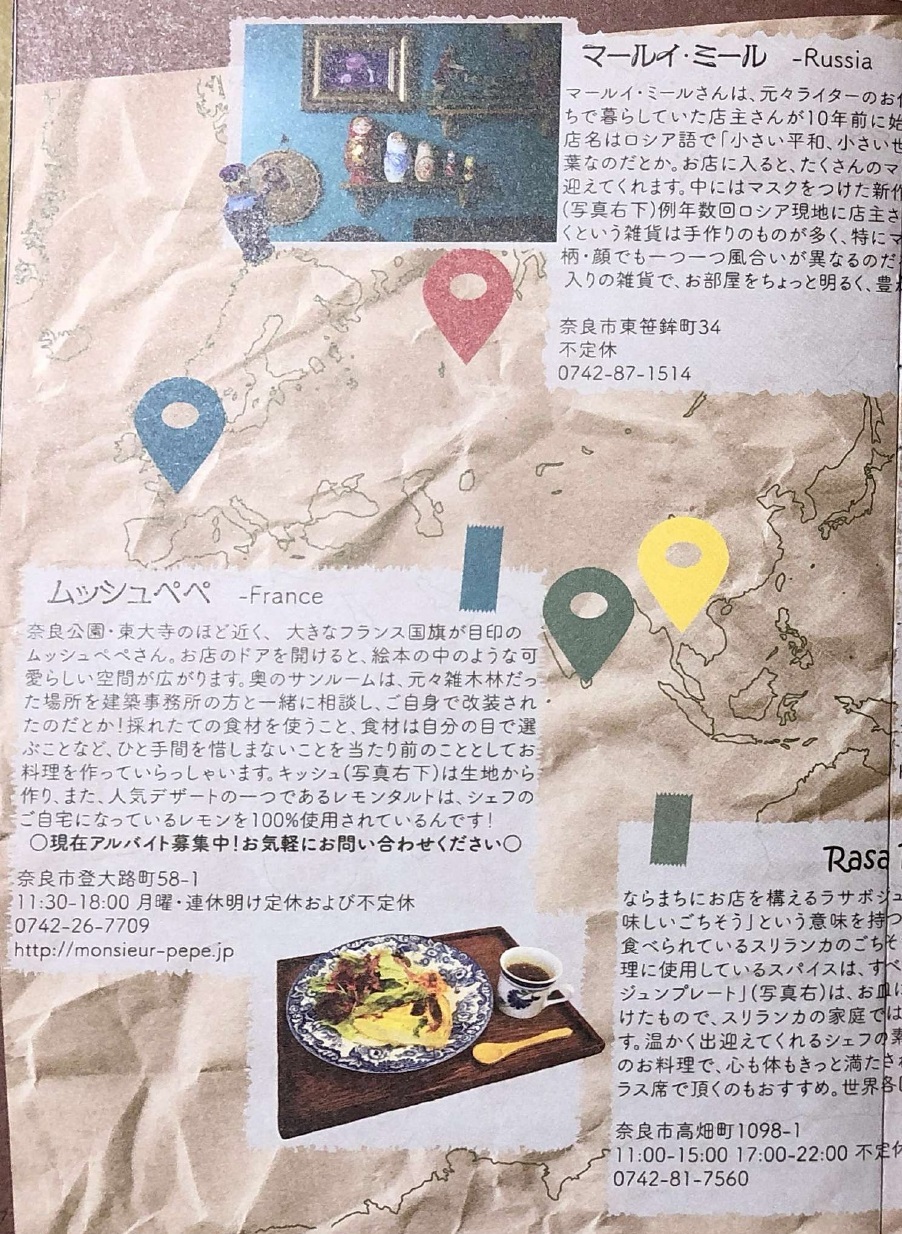 マールイ・ミール -Russia
マールイ・ミールさんは、元々ライターのお
ちで暮らしていた店主さんが10年前に始
店名はロシア語で「小さい平和、小さい
葉なのだとか。お店に入ると、たくさんのマ
迎えてくれます。中にはマスクをつけた新作
(写真右下)例年数回ロシア現地に店主さ
くという雑貨は手作りのものが多く、特にマ
柄・顔でも一つ一つ風合いが異なるのだ
入りの雑貨で、お部屋をちょっと明るく、豊
奈良市東笹鉾町34
不定休
0742-87-1514
ムッシュペペ -France
奈良公園・東大寺のほど近く、 大きなフランス国旗が目印の
ムッシュペペさん。お店のドアを開けると、絵本の中のような可
愛らしい空間が広がります。奥のサンルームは、元々雑木林だっ
た場所を建築事務所の方と一緒に相談し、ご自身で改装され
たのだとか!採れたての食材を使うこと、食材は自分の目で選
ぶことなど、ひと手間を惜しまないことを当たり前のこととしてお
料理を作っていらっしゃいます。キッシュ(写真右下)は生地から
作り、また、人気デザートの一つであるレモンタルトは、シェフの
ご自宅になっているレモンを100%使用されているんです!
〇現在アルバイト募集中!お気軽にお問い合わせください〇
奈良市登大路町58-1
11:30-18:00 月曜・連休明け定休および不定休
0742-26-7709
http://monsieur-pepe.jp
Rasa
ならまちにお店を構えるラサボジュ
味しいごちそう」という意味を持つ
食べられているスリランカのごちそ
理に使用しているスパイスは、すべ
ジュンプレート」(写真右)は、お皿に
けたもので、スリランカの家庭では
す。温かく出迎えてくれるシェフの素
のお料理で、心も体もきっと満たされ
ラス席で頂くのもおすすめ。世界各
奈良市高畑町1098-1
11:00-15:00 17:00-22:00 不定休
0742-81-7560